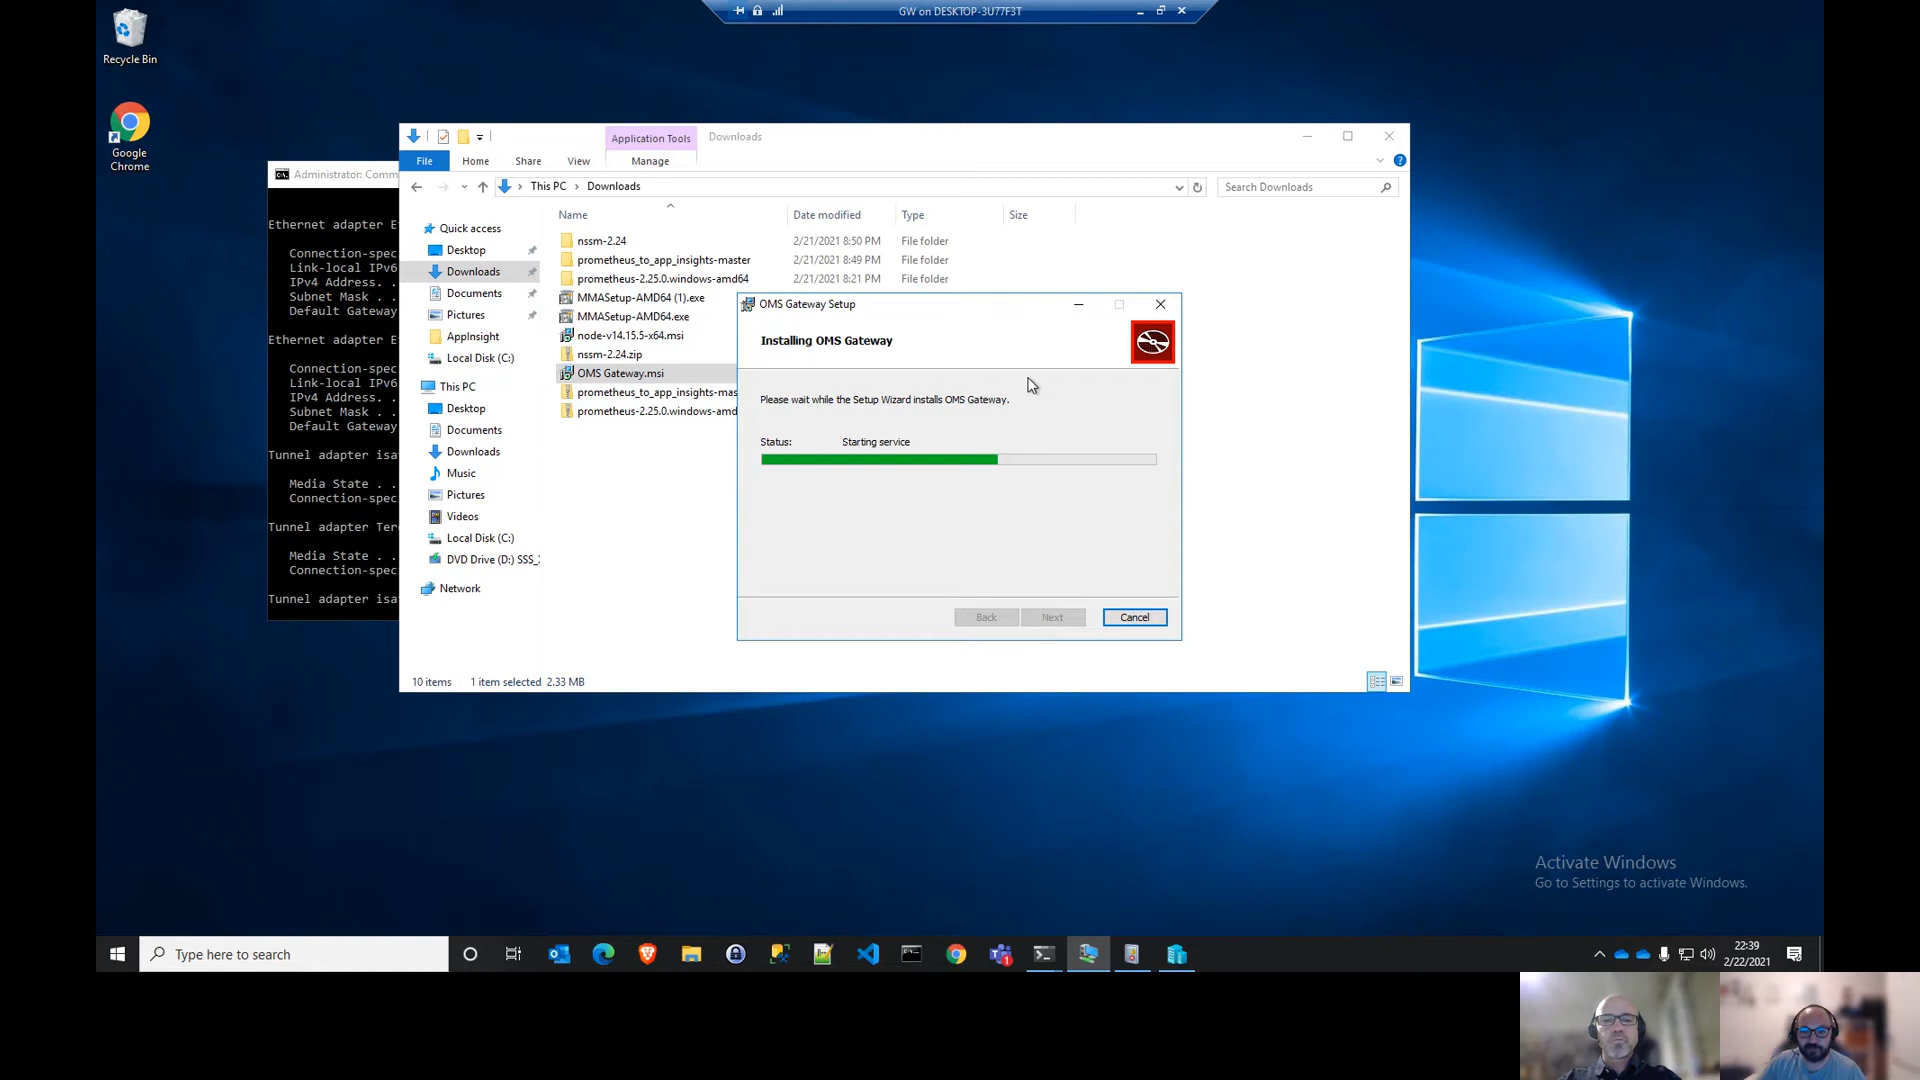 GW on DESKTOP-3U77F3T
Recycle Bin
Google
Chrome
Administrator: Comm
Ethernet adapter E
Connection-spec
Link-local IPv6
IPv4 Address. .
Subnet Mask . .
Default Gateway
Ethernet adapter E
Connection-spec
Link-local IPv6
IPv4 Address. .
Subnet Mask . .
Default Gateway
Tunnel adapter isa
Media State . .
Connection-spec
Tunnel adapter Ter
Media State . .
Connection-spec
Tunnel adapter isa
Application Tools
Downloads
File
Home
Share
View
Manage
This PC
Downloads
Search Downloads
Name
Date modified
Type
Size
Quick access
Desktop
Downloads
Documents
Pictures
AppInsight
Local Disk (C:)
This PC
Desktop
Documents
Downloads
Music
Pictures
Videos
Local Disk (C:)
DVD Drive (D:) SSS_
Network
nssm-2.24 2/21/2021 8:50 PM File folder
prometheus_to_app_insights-master 2/21/2021 8:49 PM File folder
prometheus-2.25.0.windows-amd64 2/21/2021 8:21 PM File folder
MMASetup-AMD64 (1).exe
MMASetup-AMD64.exe
node-v14.15.5-x64.msi
nssm-2.24.zip
OMS Gateway.msi
prometheus_to_app_insights-mas
prometheus-2.25.0.windows-amd
10 items 1 item selected 2.33 MB
OMS Gateway Setup
Installing OMS Gateway
Please wait while the Setup Wizard installs OMS Gateway.
Status: Starting service
Back
Next
Cancel
Activate Windows
Go to Settings to activate Windows.
Type here to search
22:39
2/22/2021